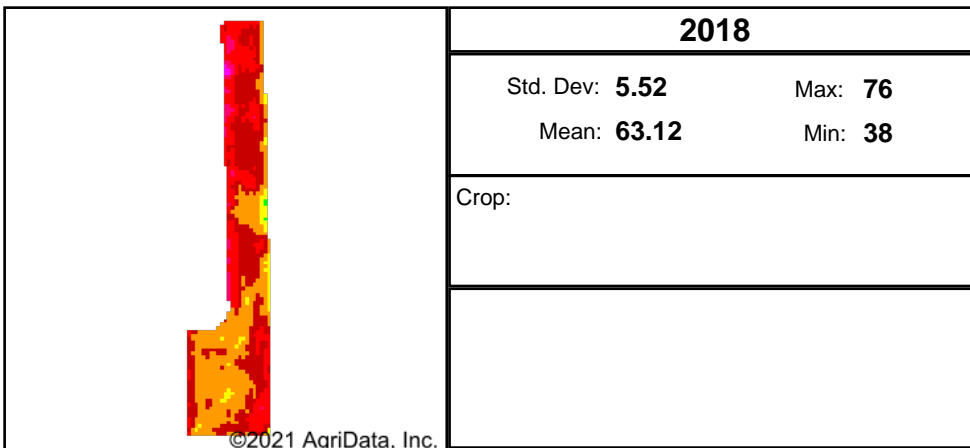 2018
Std. Dev: 5.52 Max: 76
Mean: 63.12 Min: 38
Crop:
©2021 AgriData, Inc.